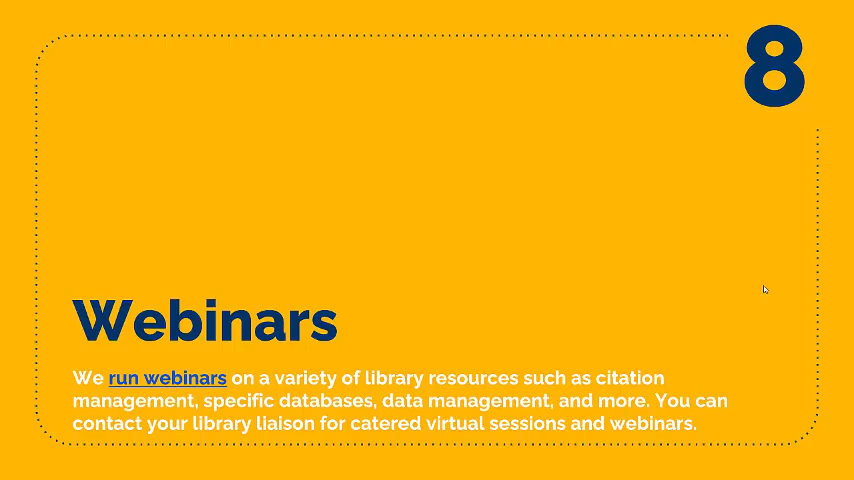 8
Webinars
We run webinars on a variety of library resources such as citation
management, specific databases, data management, and more. You can
contact your library liaison for catered virtual sessions and webinars.